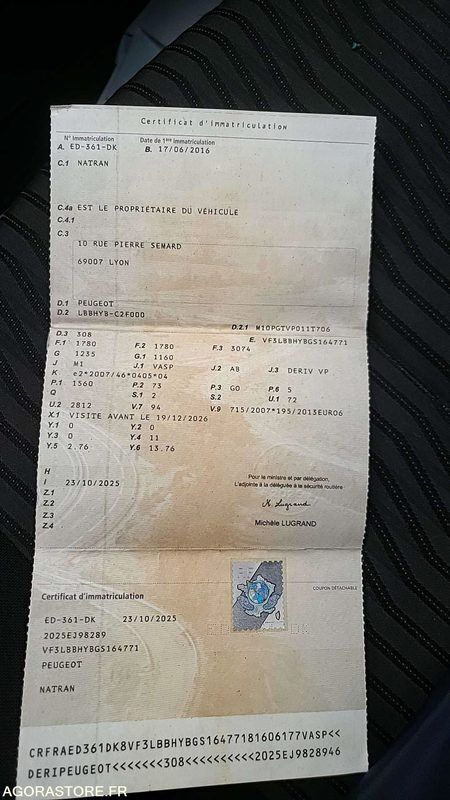 Certificat d'immatriculation
N° Immatriculation Date de 1ère immatriculation
A. ED-361-DK B. 17/06/2016
C.1 NATRAN
C.4a EST LE PROPRIÉTAIRE DU VÉHICULE
C.4.1
C.3
10 RUE PIERRE SEMARD
69007 LYON
D.1 PEUGEOT
D.2 LBBHYB-C2F000 D.2.1 M10PGTVP011T706
D.3 308 E. VF3LBBHYBGS164771
F.1 1780 F.2 1780 F.3 3074
G 1235 G.1 1160
J M1 J.1 VASP J.2 AB J.3 DERIV VP
K e2*2007/46*0405*04
P.1 1560 P.2 73 P.3 GO P.6 5
Q S.1 2 S.2 U.1 72
U.2 2812 V.7 94 V.9 715/2007*195/2013EURO6
X.1 VISITE AVANT LE 19/12/2026
Y.1 0 Y.2 0
Y.3 0 Y.4 11
Y.5 2.76 Y.6 13.76
H
I 23/10/2025
Z.1
Z.2
Z.3
Z.4
Pour le ministre et par délégation,
L'adjointe à la déléguée à la sécurité routière
M Lugrand
Michèle LUGRAND
COUPON DÉTACHABLE
Certificat d'immatriculation
ED-361-DK 23/10/2025
2025EJ98289
VF3LBBHYBGS164771
PEUGEOT
NATRAN
CRFRAED361DK8VF3LBBHYBGS16477181606177VASP<<
DERIPEUGEOT<<<<<<<308<<<<<<<<<<2025EJ9828946
AGORASTORE.FR